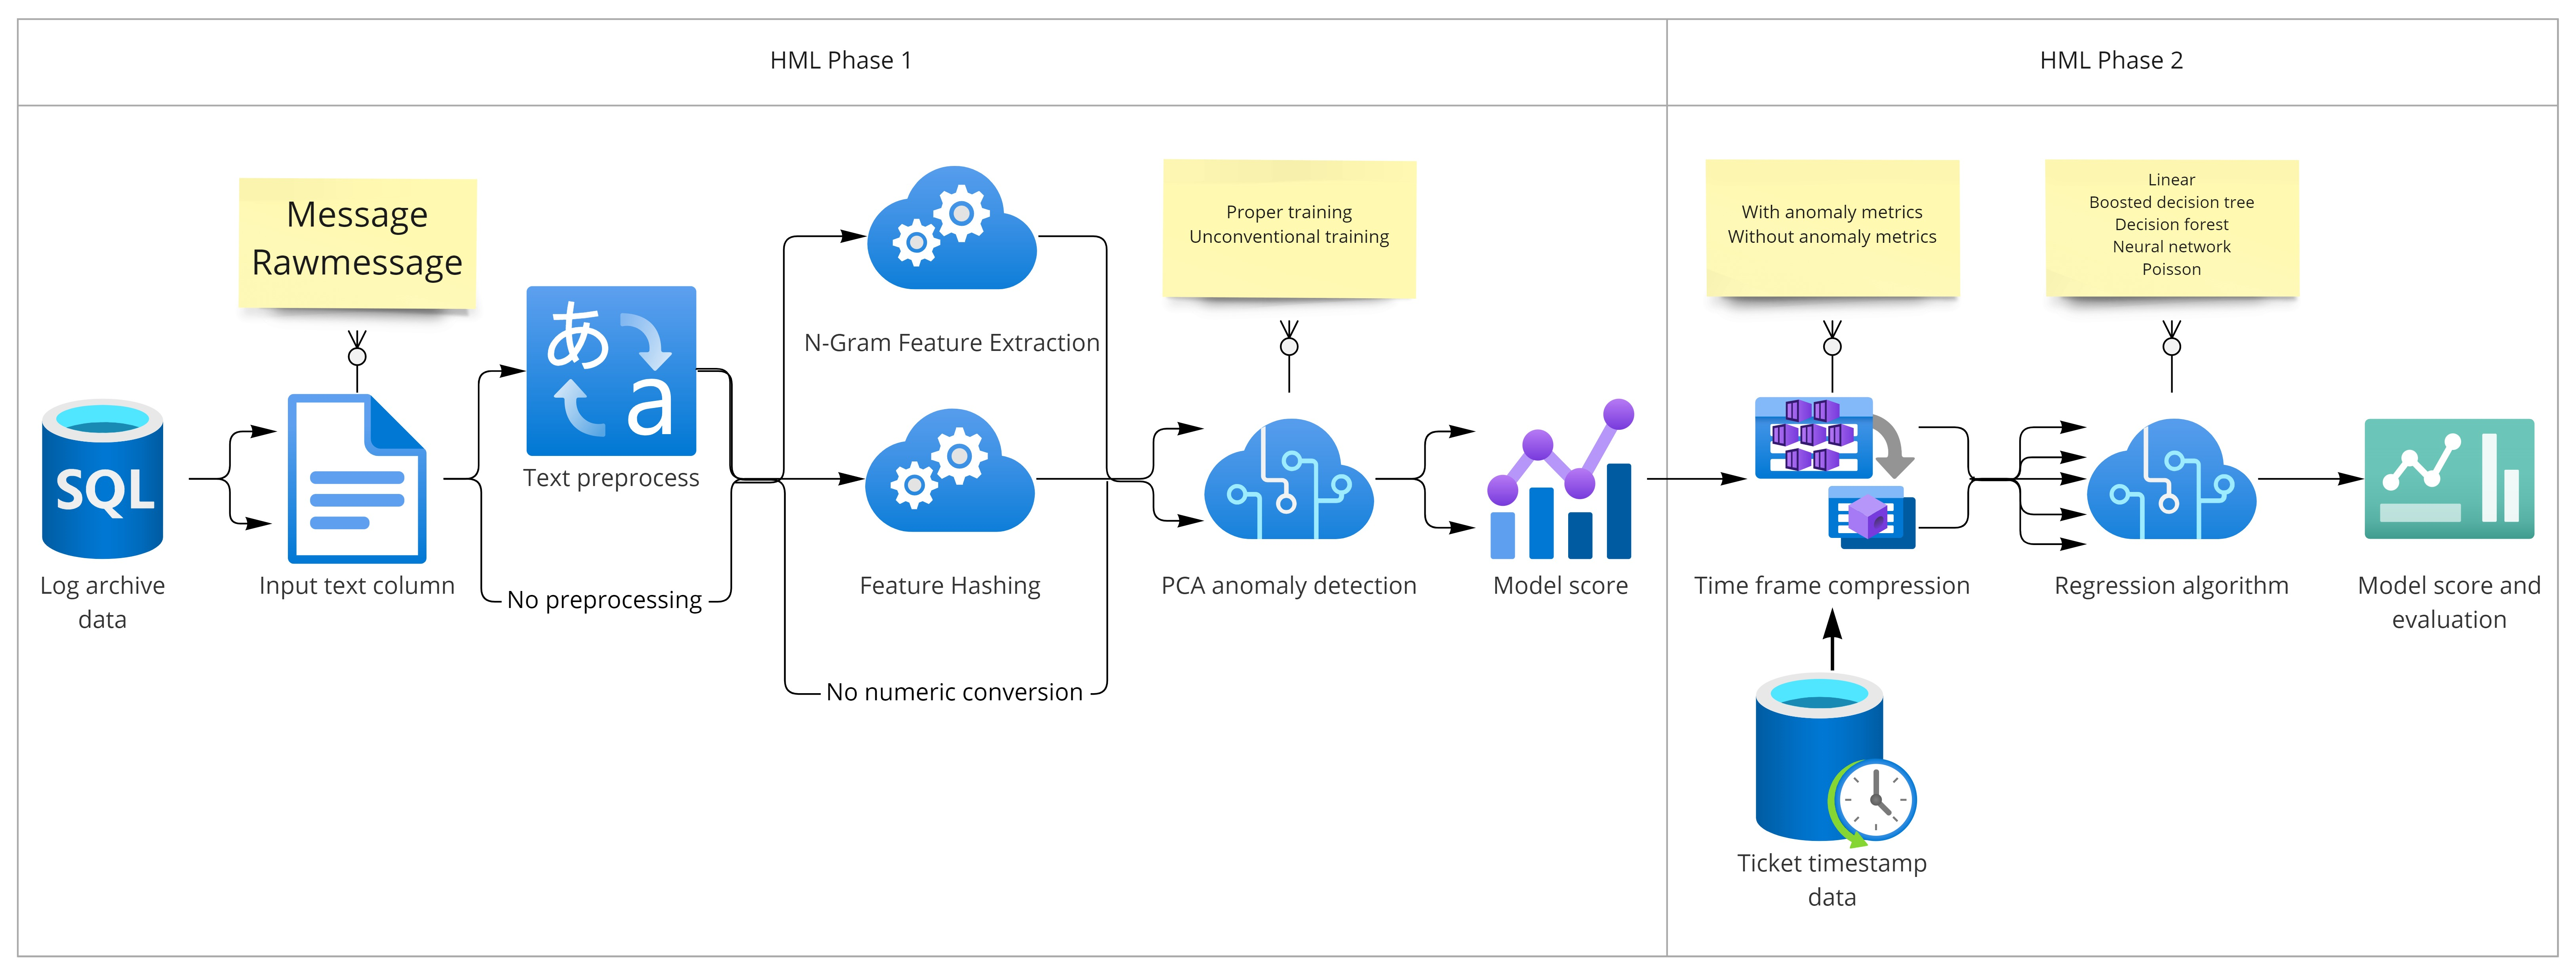 HML Phase 1
HML Phase 2
Message
Rawmessage
Proper training
Unconventional training
With anomaly metrics
Without anomaly metrics
Linear
Boosted decision tree
Decision forest
Neural network
Poisson
N-Gram Feature Extraction
あ
a
SQL
Text preprocess
Log archive
data
Input text column
No preprocessing
Feature Hashing
PCA anomaly detection
Model score
Time frame compression
Regression algorithm
Model score and
evaluation
No numeric conversion
Ticket timestamp
data